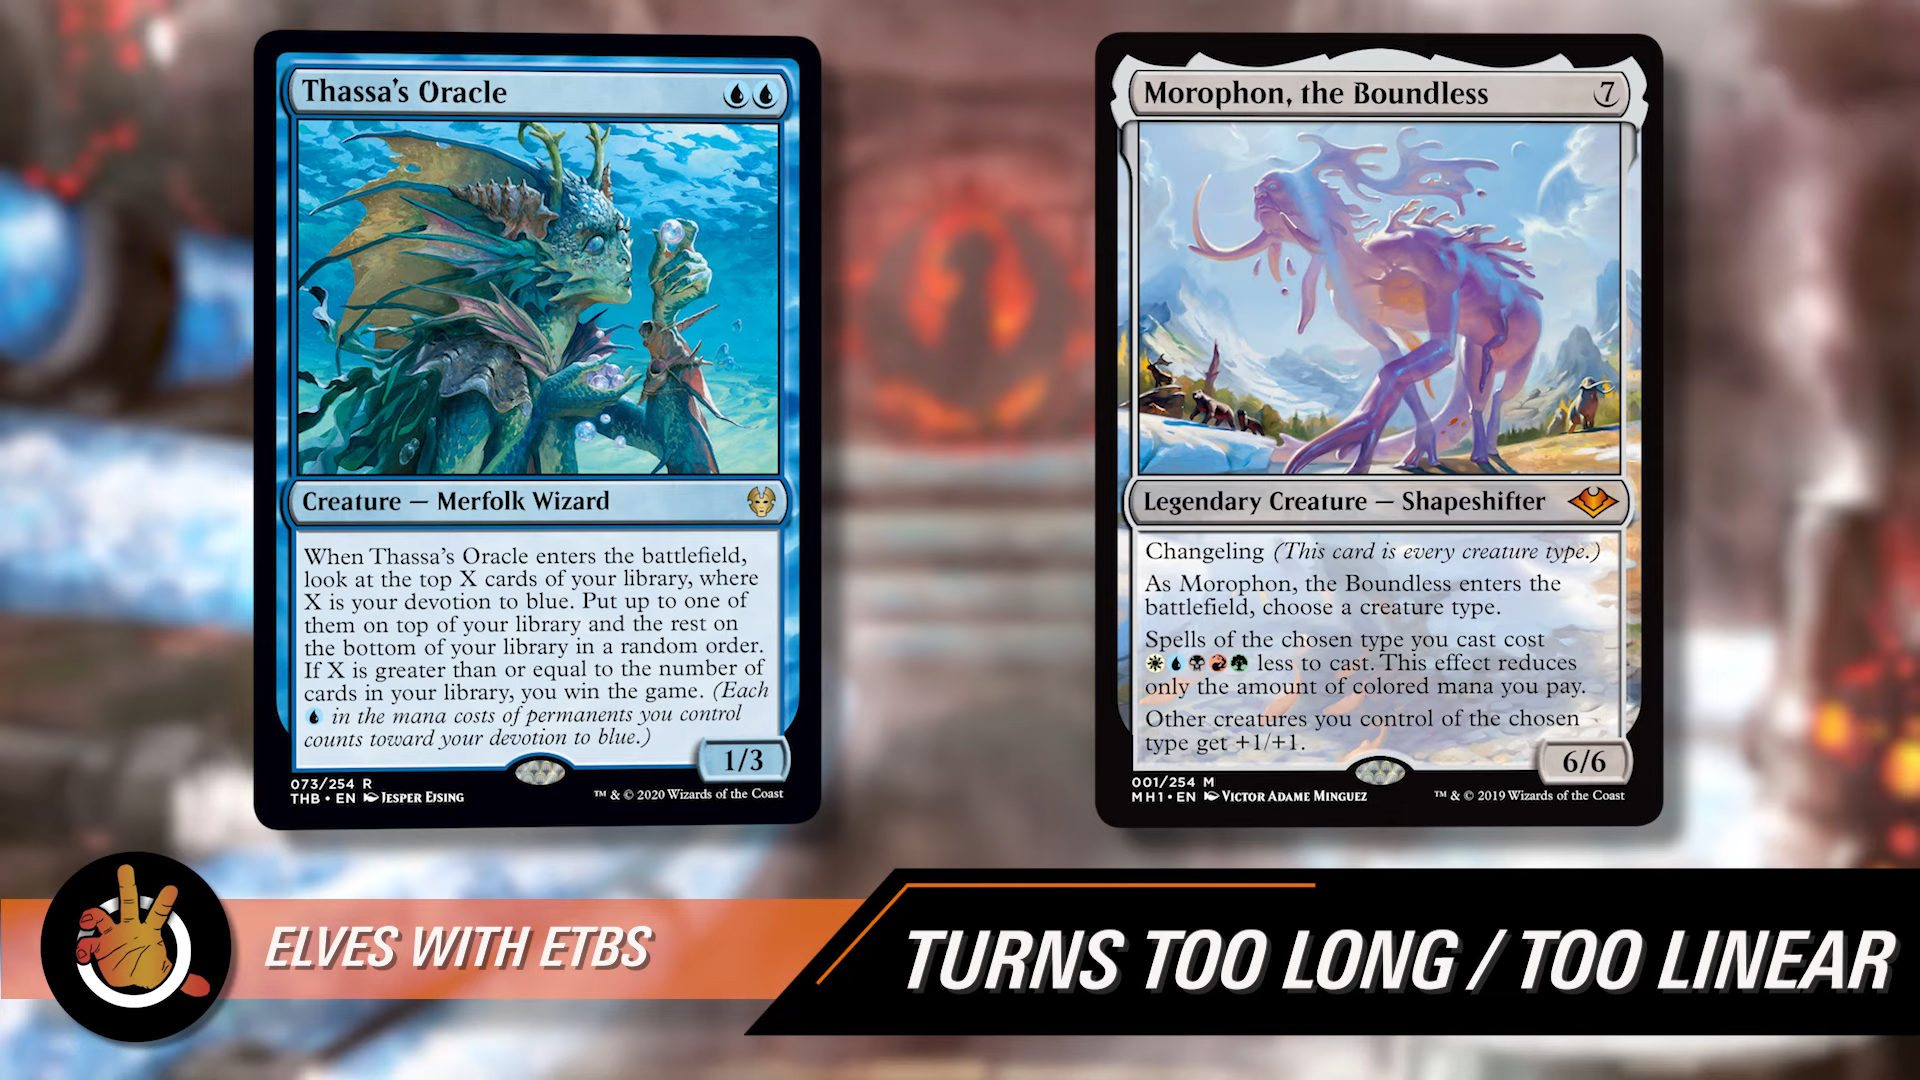 Thassa's Oracle
Creature — Merfolk Wizard
When Thassa's Oracle enters the battlefield,
look at the top X cards of your library, where
X is your devotion to blue. Put up to one of
them on top of your library and the rest on
the bottom of your library in a random order.
If X is greater than or equal to the number of
cards in your library, you win the game. (Each
in the mana costs of permanents you control
counts toward your devotion to blue.)
1/3
073/254 R
THB • EN JESPER EJSING
™ & © 2020 Wizards of the Coast
Morophon, the Boundless 7
Legendary Creature — Shapeshifter
Changeling (This card is every creature type.)
As Morophon, the Boundless enters the
battlefield, choose a creature type.
Spells of the chosen type you cast cost
less to cast. This effect reduces
only the amount of colored mana you pay.
Other creatures you control of the chosen
type get +1/+1.
6/6
001/254 M
MH1 • EN VICTOR ADAME MINGUEZ
™ & © 2019 Wizards of the Coast
ELVES WITH ETBS
TURNS TOO LONG / TOO LINEAR